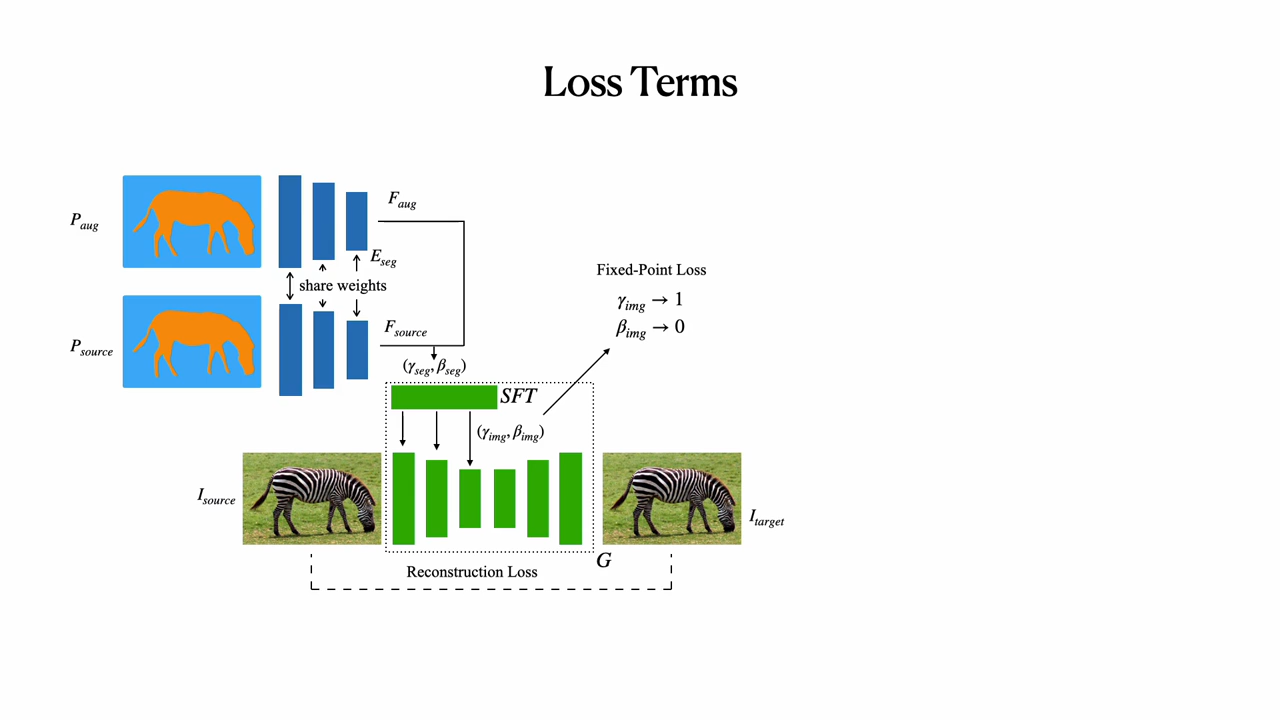 Loss Terms
F_aug
P_aug
E_seg
share weights
Fixed-Point Loss
γ_img → 1
β_img → 0
F_source
P_source
(γ_seg, β_seg)
SFT
(γ_img, β_img)
I_source
I_target
G
Reconstruction Loss